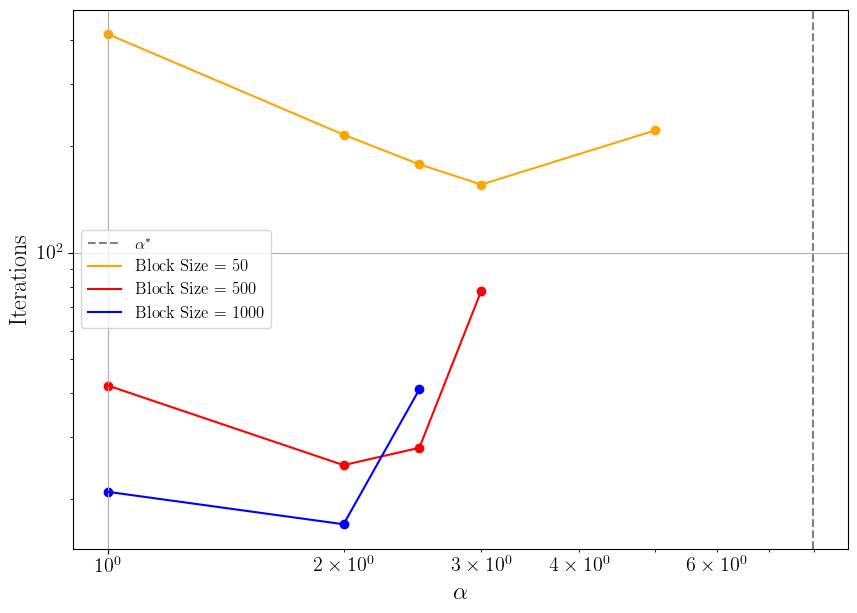 Iterations
10²
α*
Block Size = 50
Block Size = 500
Block Size = 1000
10⁰
2 × 10⁰
3 × 10⁰
4 × 10⁰
6 × 10⁰
α